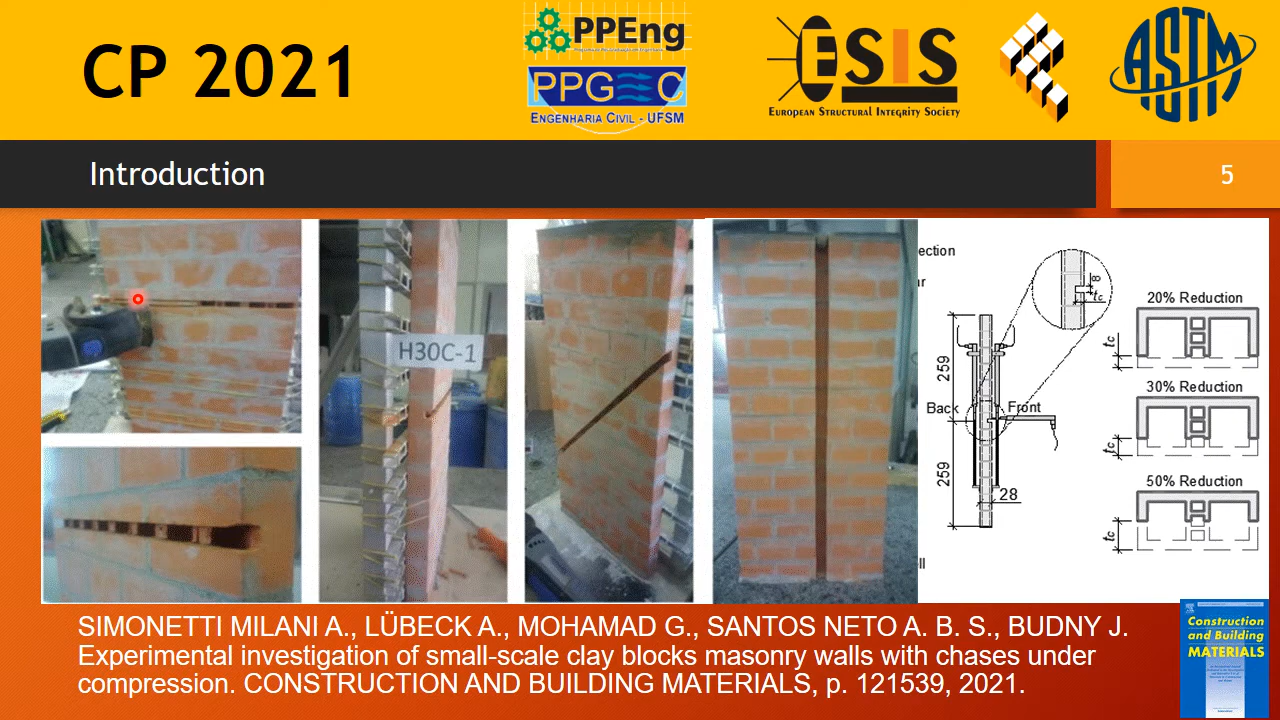 CP 2021
PPEng
PPGEC
ENGENHARIA CIVIL - UFSM
ESIS
EUROPEAN STRUCTURAL INTEGRITY SOCIETY
ASTM
Introduction
5
H30C-1
ection
ur
8
tc
259
Back
Front
259
28
ll
20% Reduction
tc
30% Reduction
tc
50% Reduction
tc
SIMONETTI MILANI A., LÜBECK A., MOHAMAD G., SANTOS NETO A. B. S., BUDNY J.
Experimental investigation of small-scale clay blocks masonry walls with chases under
compression. CONSTRUCTION AND BUILDING MATERIALS, p. 121539, 2021.
Construction
and Building
MATERIALS